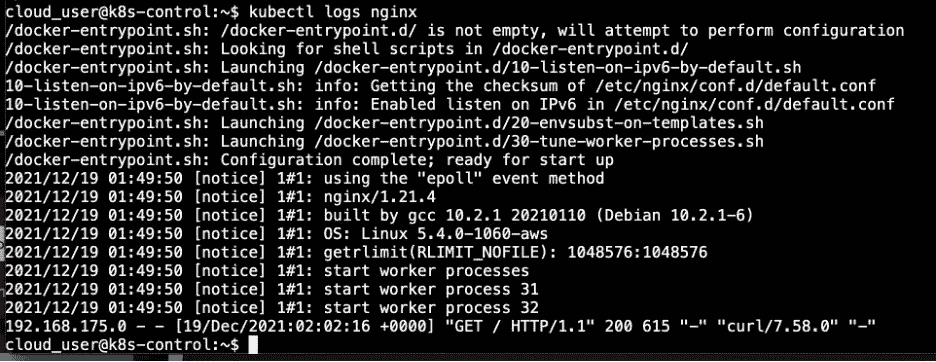 cloud_user@k8s-control:~$ kubectl logs nginx
/docker-entrypoint.sh: /docker-entrypoint.d/ is not empty, will attempt to perform configuration
/docker-entrypoint.sh: Looking for shell scripts in /docker-entrypoint.d/
/docker-entrypoint.sh: Launching /docker-entrypoint.d/10-listen-on-ipv6-by-default.sh
10-listen-on-ipv6-by-default.sh: info: Getting the checksum of /etc/nginx/conf.d/default.conf
10-listen-on-ipv6-by-default.sh: info: Enabled listen on IPv6 in /etc/nginx/conf.d/default.conf
/docker-entrypoint.sh: Launching /docker-entrypoint.d/20-envsubst-on-templates.sh
/docker-entrypoint.sh: Launching /docker-entrypoint.d/30-tune-worker-processes.sh
/docker-entrypoint.sh: Configuration complete; ready for start up
2021/12/19 01:49:50 [notice] 1#1: using the "epoll" event method
2021/12/19 01:49:50 [notice] 1#1: nginx/1.21.4
2021/12/19 01:49:50 [notice] 1#1: built by gcc 10.2.1 20210110 (Debian 10.2.1-6)
2021/12/19 01:49:50 [notice] 1#1: OS: Linux 5.4.0-1060-aws
2021/12/19 01:49:50 [notice] 1#1: getrlimit(RLIMIT_NOFILE): 1048576:1048576
2021/12/19 01:49:50 [notice] 1#1: start worker processes
2021/12/19 01:49:50 [notice] 1#1: start worker process 31
2021/12/19 01:49:50 [notice] 1#1: start worker process 32
192.168.175.0 - - [19/Dec/2021:02:02:16 +0000] "GET / HTTP/1.1" 200 615 "-" "curl/7.58.0" "-"
cloud_user@k8s-control:~$